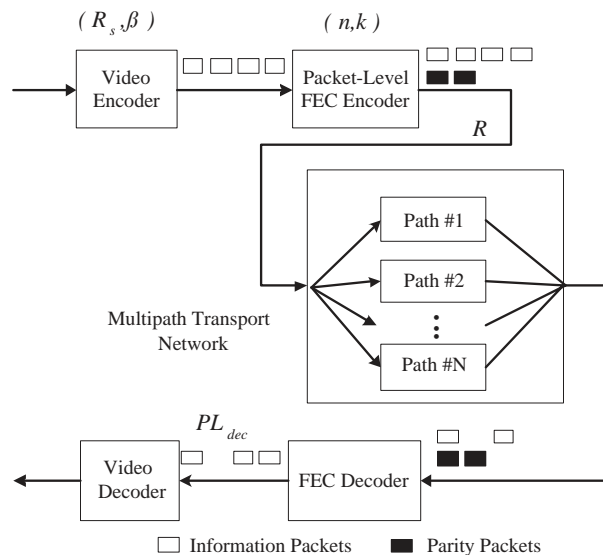 ( R_s , β )
( n,k )
Video
Encoder
Packet-Level
FEC Encoder
R
Path #1
Path #2
Path #N
Multipath Transport
Network
PL_dec
Video
Decoder
FEC Decoder
Information Packets
Parity Packets